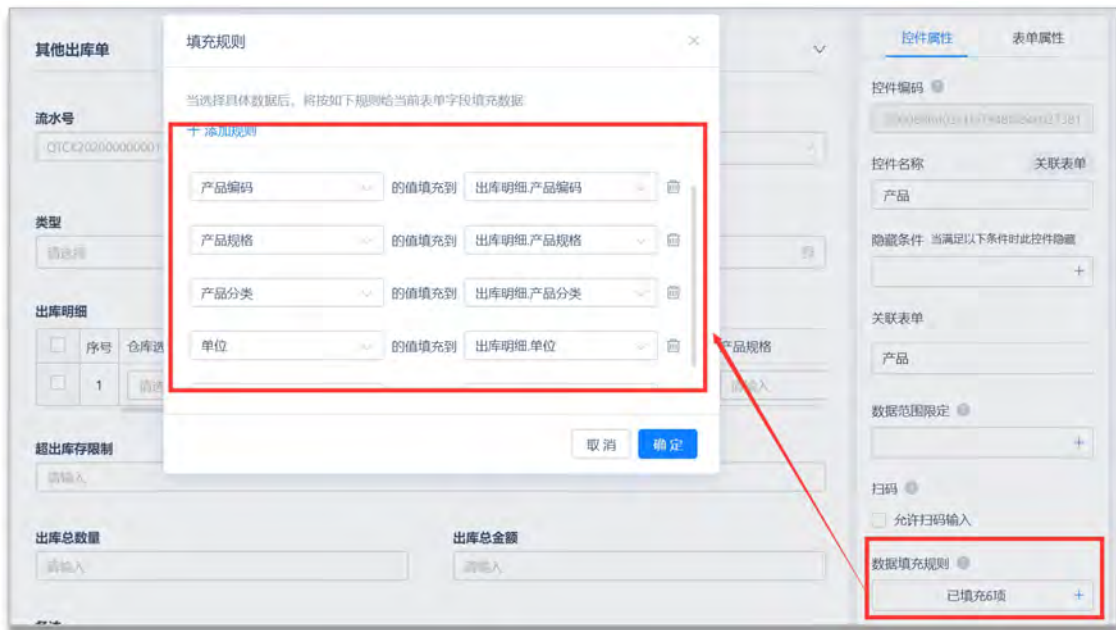 其他出库单
流水号
QTCK202000000001
类型
请选择
出库明细
序号 仓库选 产品规格
1 请选 请输入
超出库存限制
请输入
出库总数量 出库总金额
请输入 请输入
填充规则
当选择具体数据后，将按如下规则给当前表单字段填充数据
+ 添加规则
产品编码 的值填充到 出库明细.产品编码
产品规格 的值填充到 出库明细.产品规格
产品分类 的值填充到 出库明细.产品分类
单位 的值填充到 出库明细.单位
取消 确定
控件属性 表单属性
控件编码
控件名称 关联表单
产品
隐藏条件 当满足以下条件时此控件隐藏
关联表单
产品
数据范围限定
扫码
允许扫码输入
数据填充规则
已填充6项